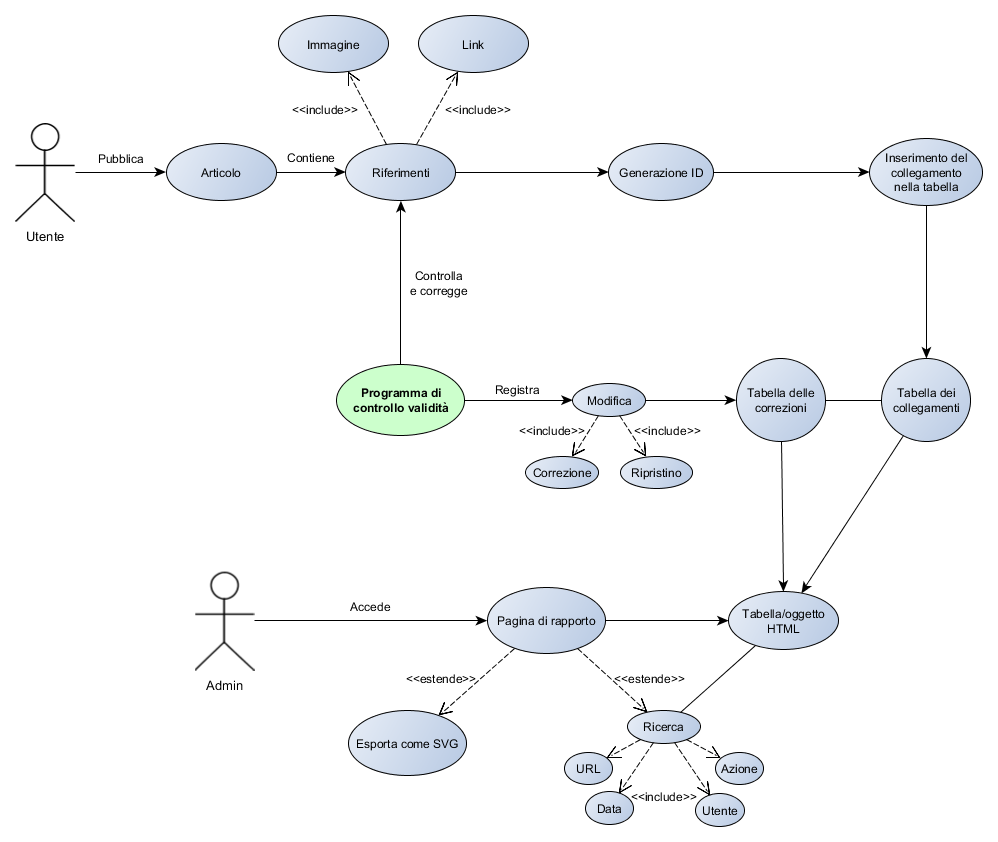 Immagine
Link
<<include>>
<<include>>
Pubblica
Articolo
Contiene
Riferimenti
Generazione ID
Inserimento del
collegamento
nella tabella
Utente
Controlla
e corregge
Programma di
controllo validità
Registra
Modifica
Tabella delle
correzioni
Tabella dei
collegamenti
<<include>>
<<include>>
Correzione
Ripristino
Admin
Accede
Pagina di rapporto
Tabella/oggetto
HTML
<<estende>>
<<estende>>
Esporta come SVG
Ricerca
URL
Azione
Data
<<include>>
Utente